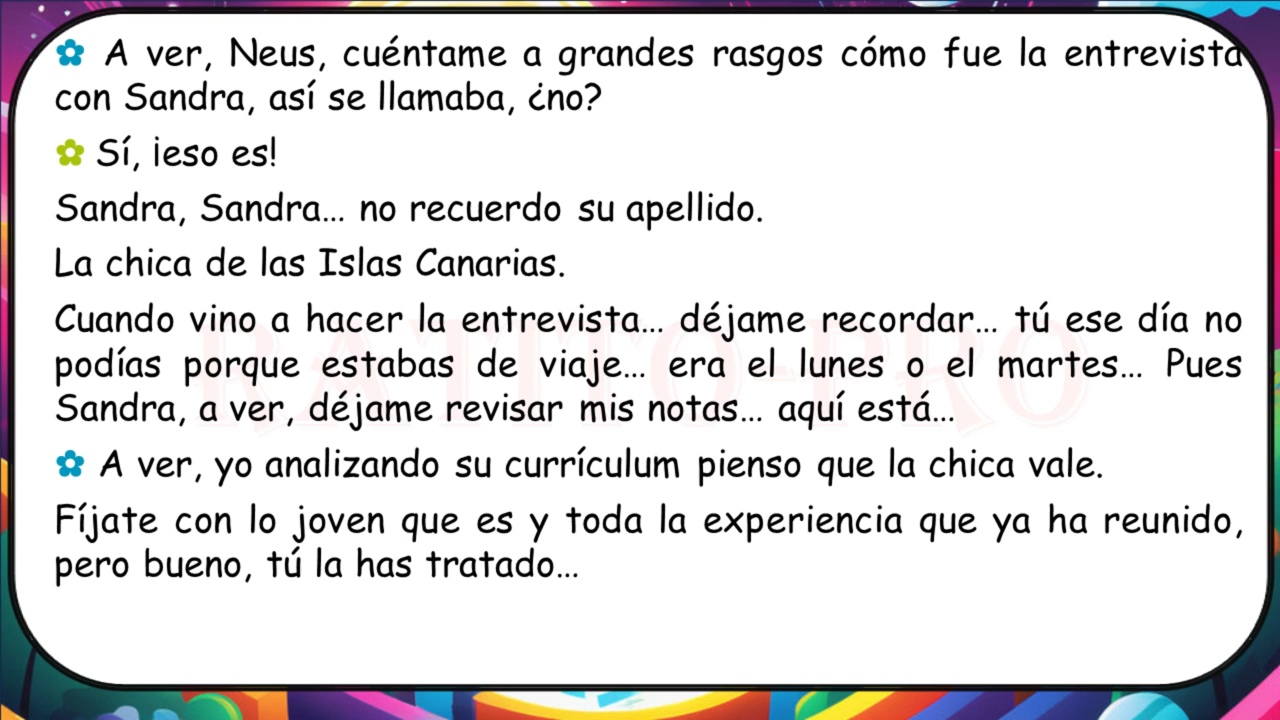 ✿ A ver, Neus, cuéntame a grandes rasgos cómo fue la entrevista
con Sandra, así se llamaba, ¿no?
✿ Sí, ¡eso es!
Sandra, Sandra... no recuerdo su apellido.
La chica de las Islas Canarias.
Cuando vino a hacer la entrevista... déjame recordar... tú ese día no
podías porque estabas de viaje... era el lunes o el martes... Pues
Sandra, a ver, déjame revisar mis notas... aquí está...
✿ A ver, yo analizando su currículum pienso que la chica vale.
Fíjate con lo joven que es y toda la experiencia que ya ha reunido,
pero bueno, tú la has tratado...
RATITO-PRO